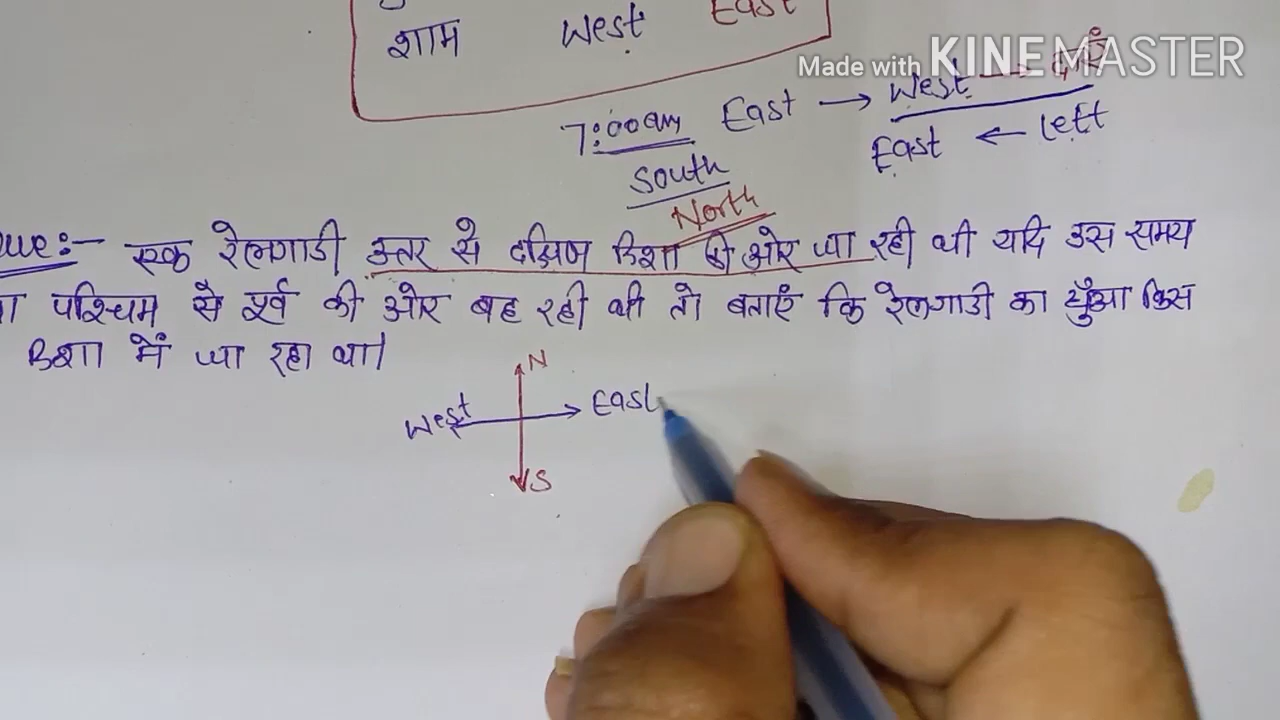 शाम West East
Made with KINEMASTER
7:00am East → West →
East ← Left
South
North
que:- एक रेलगाडी उत्तर से दक्षिण दिशा की ओर जा रही थी यदि उस समय
पश्चिम से पूर्व की ओर बह रही थी तो बताएं कि रेलगाडी का धुँआ किस
दिशा में जा रहा था।
N
West East
S